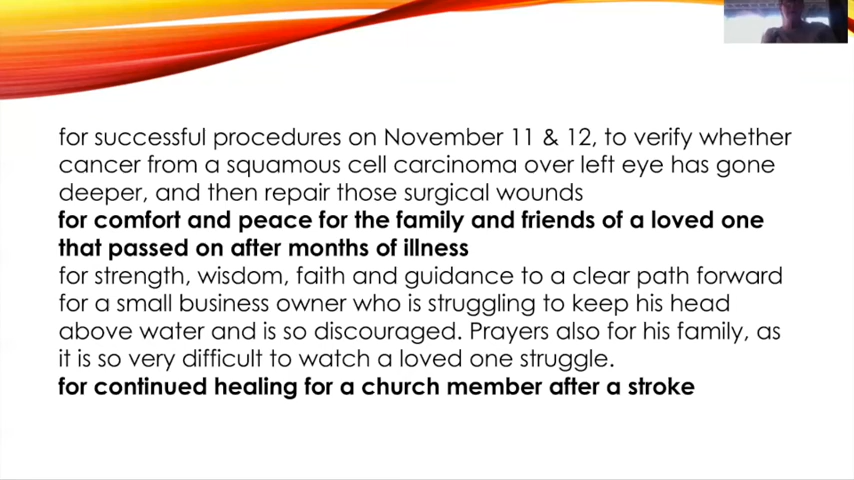 for successful procedures on November 11 & 12, to verify whether
cancer from a squamous cell carcinoma over left eye has gone
deeper, and then repair those surgical wounds
for comfort and peace for the family and friends of a loved one
that passed on after months of illness
for strength, wisdom, faith and guidance to a clear path forward
for a small business owner who is struggling to keep his head
above water and is so discouraged. Prayers also for his family, as
it is so very difficult to watch a loved one struggle.
for continued healing for a church member after a stroke